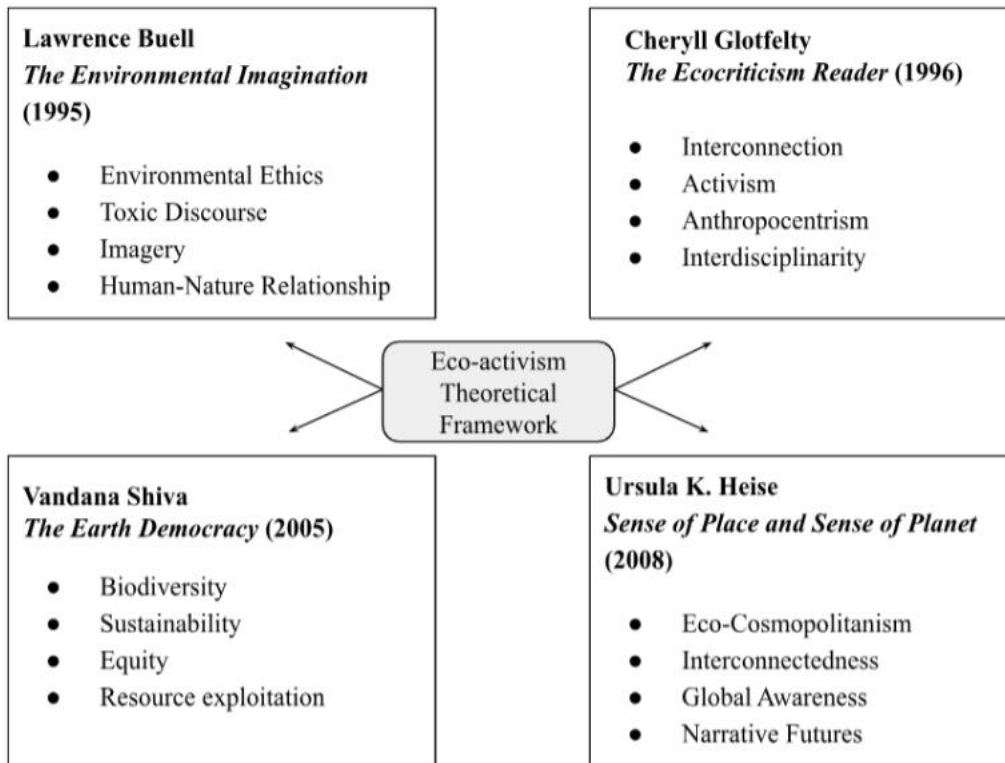 Lawrence Buell
The Environmental Imagination
(1995)
● Environmental Ethics
● Toxic Discourse
● Imagery
● Human-Nature Relationship
Cheryll Glotfelty
The Ecocriticism Reader (1996)
● Interconnection
● Activism
● Anthropocentrism
● Interdisciplinarity
Eco-activism
Theoretical
Framework
Vandana Shiva
The Earth Democracy (2005)
● Biodiversity
● Sustainability
● Equity
● Resource exploitation
Ursula K. Heise
Sense of Place and Sense of Planet
(2008)
● Eco-Cosmopolitanism
● Interconnectedness
● Global Awareness
● Narrative Futures